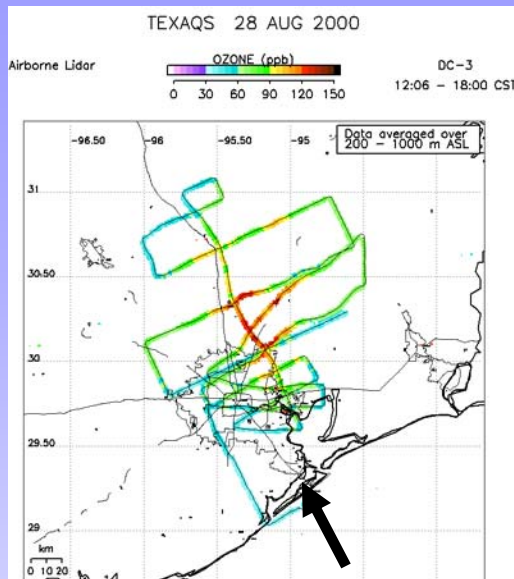 TEXAQS 28 AUG 2000
Airborne Lidar
OZONE (ppb)
0 30 60 90 120 150
DC-3
12:06 - 18:00 CST
-96.50 -96 -95.50 -95
Data averaged over
200 - 1000 m ASL
31
30.50
30
29.50
29
km
0 10 20